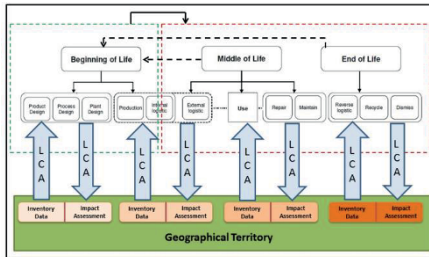 Beginning of Life
Middle of Life
End of Life
Product Design
Process Design
Plant Design
Production
Internal logistic
External logistic
Use
Repair
Maintain
Reverse logistic
Recycle
Dismiss
LCA
LCA
LCA
LCA
LCA
LCA
LCA
LCA
Inventory Data
Impact Assessment
Inventory Data
Impact Assessment
Inventory Data
Impact Assessment
Inventory Data
Impact Assessment
Geographical Territory